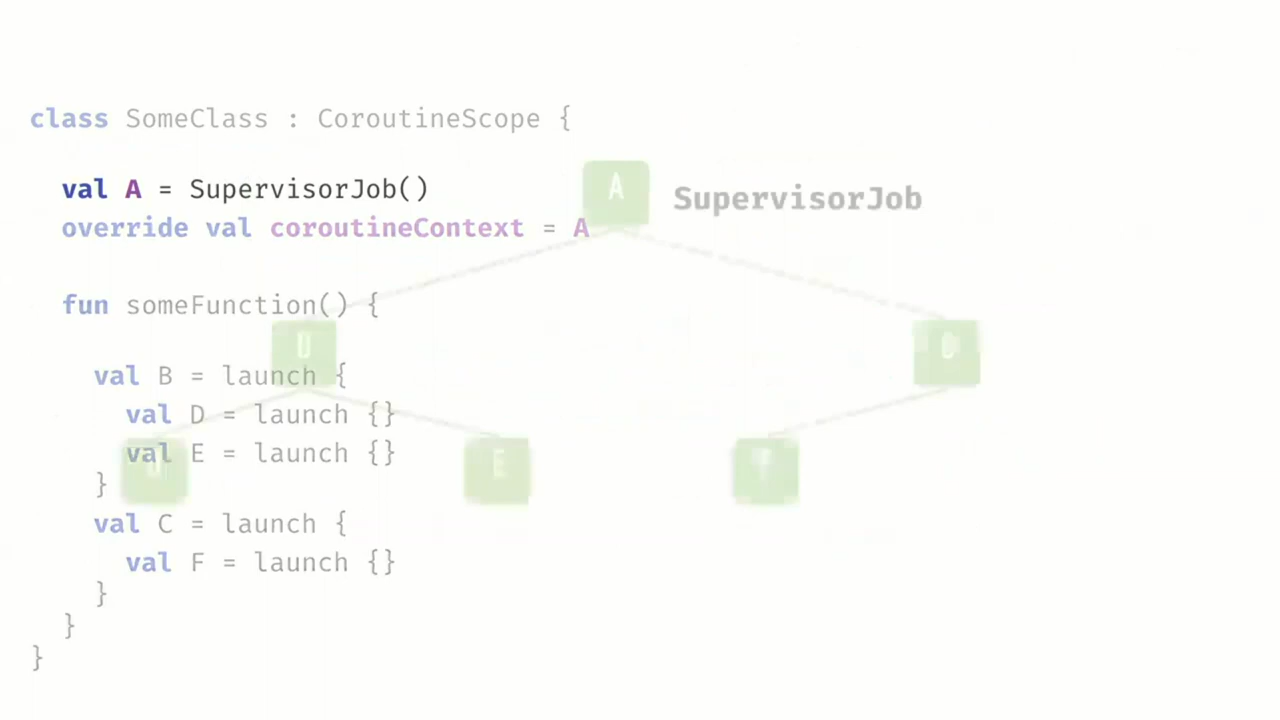 class SomeClass : CoroutineScope {
val A = SupervisorJob()
override val coroutineContext = A
fun someFunction() {
val B = launch {
val D = launch {}
val E = launch {}
}
val C = launch {
val F = launch {}
}
}
}
A
SupervisorJob
E